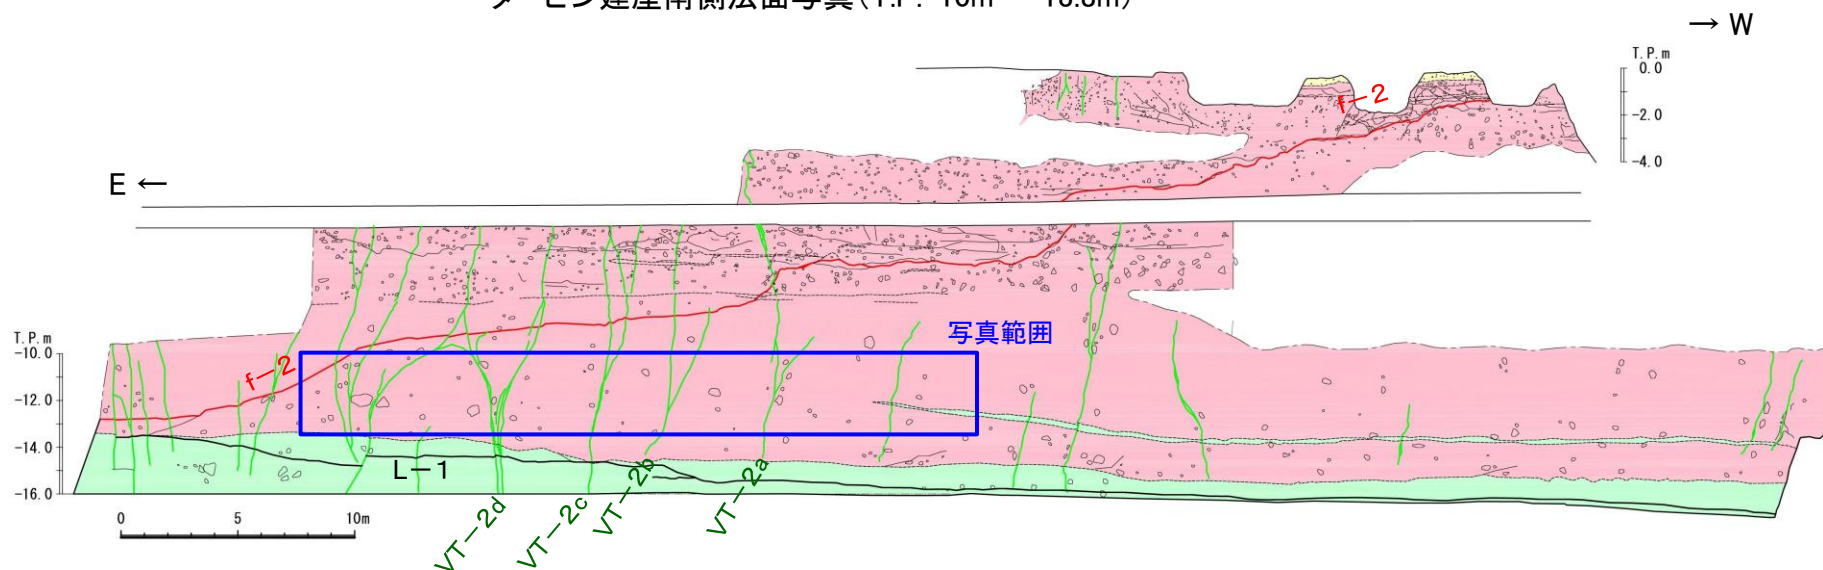 → W
T.P.m
0.0
-2.0
-4.0
f-2
E ←
写真範囲
T.P.m
-10.0
-12.0
-14.0
-16.0
f-2
L-1
0 5 10m
VT-2d
VT-2c
VT-2b
VT-2a